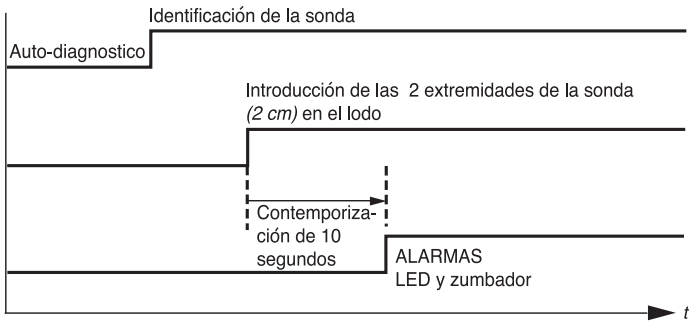 Identificación de la sonda
Auto-diagnostico
Introducción de las 2 extremidades de la sonda
(2 cm) en el lodo
Contemporiza-
ción de 10
segundos
ALARMAS
LED y zumbador
t